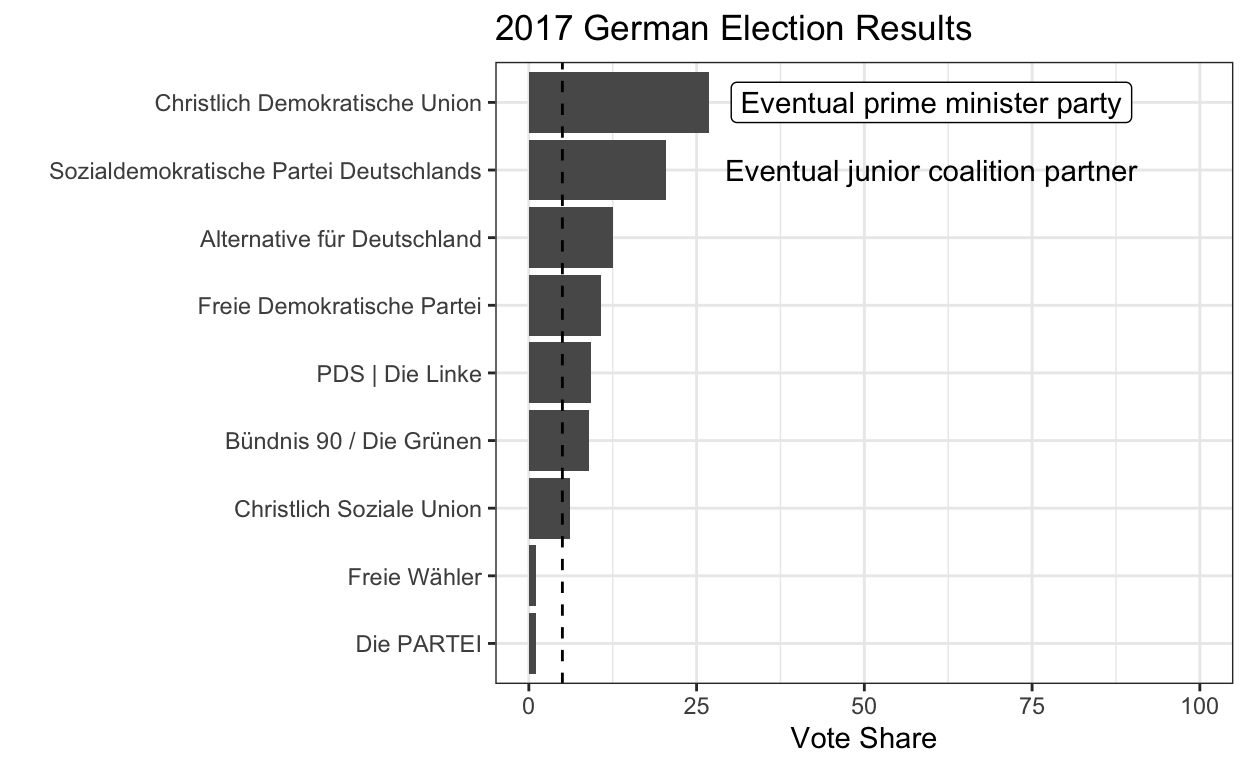 2017 German Election Results
Christlich Demokratische Union
Eventual prime minister party
Sozialdemokratische Partei Deutschlands
Eventual junior coalition partner
Alternative für Deutschland
Freie Demokratische Partei
PDS | Die Linke
Bündnis 90 / Die Grünen
Christlich Soziale Union
Freie Wähler
Die PARTEI
0 25 50 75 100
Vote Share